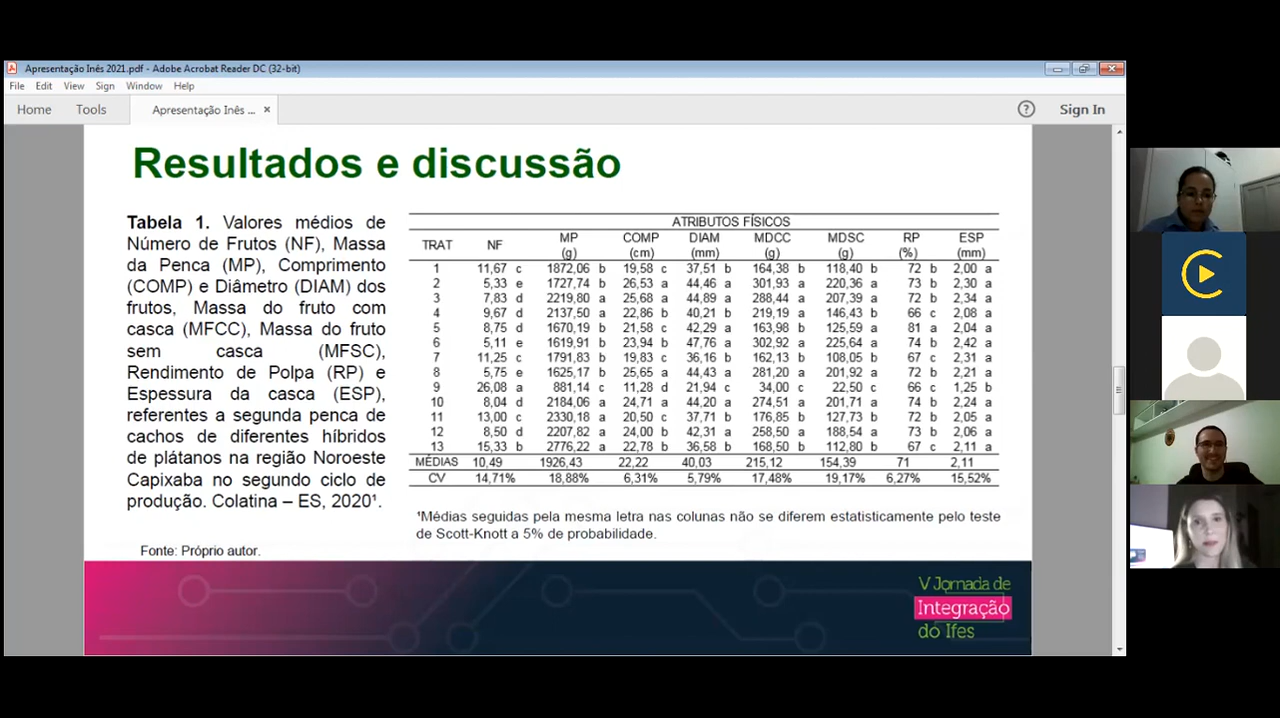 Apresentação Inês 2021.pdf - Adobe Acrobat Reader DC (32-bit)
File Edit View Sign Window Help
Home Tools Apresentação Inês ... × ? Sign In
Resultados e discussão
Tabela 1. Valores médios de
Número de Frutos (NF), Massa
da Penca (MP), Comprimento
(COMP) e Diâmetro (DIAM) dos
frutos, Massa do fruto com
casca (MFCC), Massa do fruto
sem casca (MFSC),
Rendimento de Polpa (RP) e
Espessura da casca (ESP),
referentes a segunda penca de
cachos de diferentes híbridos
de plátanos na região Noroeste
Capixaba no segundo ciclo de
produção. Colatina – ES, 2020¹.
Fonte: Próprio autor.
ATRIBUTOS FÍSICOS
TRAT NF MP (g) COMP (cm) DIAM (mm) MDCC (g) MDSC (g) RP (%) ESP (mm)
1 11,67 c 1872,06 b 19,58 c 37,51 b 164,38 b 118,40 b 72 b 2,00 a
2 5,33 e 1727,74 b 26,53 a 44,46 a 301,93 a 220,36 a 73 b 2,30 a
3 7,83 d 2219,80 a 25,68 a 44,89 a 288,44 a 207,39 a 72 b 2,34 a
4 9,67 d 2137,50 a 22,86 b 40,21 b 219,19 a 146,43 b 66 c 2,08 a
5 8,75 d 1670,19 b 21,58 c 42,29 a 163,98 b 125,59 a 81 a 2,04 a
6 5,11 e 1619,91 b 23,94 b 47,76 a 302,92 a 225,64 a 74 b 2,42 a
7 11,25 c 1791,83 b 19,83 c 36,16 b 162,13 b 108,05 b 67 c 2,31 a
8 5,75 e 1625,17 b 25,65 a 44,43 a 281,20 a 201,92 a 72 b 2,21 a
9 26,08 a 881,14 c 11,28 d 21,94 c 34,00 c 22,50 c 66 c 1,25 b
10 8,04 d 2184,06 a 24,71 a 44,20 a 274,51 a 201,71 a 74 b 2,24 a
11 13,00 c 2330,18 a 20,50 c 37,71 b 176,85 b 127,73 b 72 b 2,05 a
12 8,50 d 2207,82 a 24,00 b 42,31 a 258,50 a 188,54 a 73 b 2,06 a
13 15,33 b 2776,22 a 22,78 b 36,58 b 168,50 b 112,80 b 67 c 2,11 a
MÉDIAS 10,49 1926,43 22,22 40,03 215,12 154,39 71 2,11
CV 14,71% 18,88% 6,31% 5,79% 17,48% 19,17% 6,27% 15,52%
¹Médias seguidas pela mesma letra nas colunas não se diferem estatisticamente pelo teste
de Scott-Knott a 5% de probabilidade.
V Jornada de
Integração
do Ifes